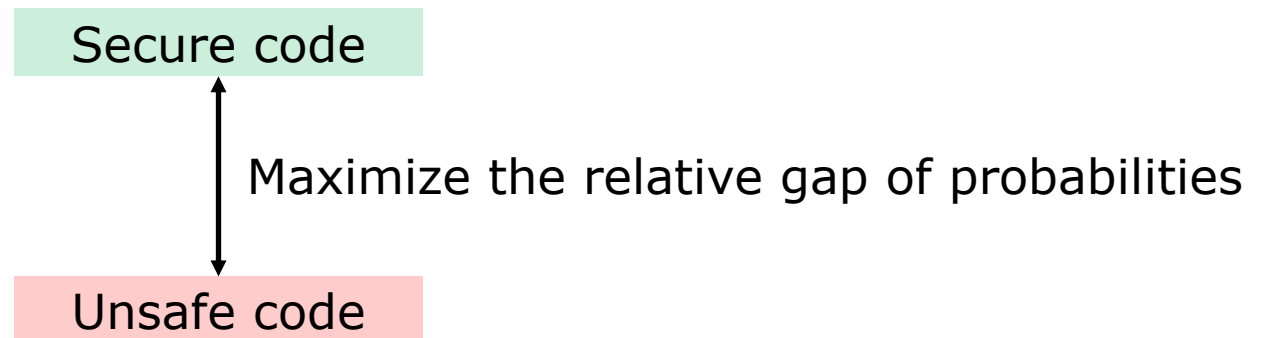 Secure code
Maximize the relative gap of probabilities
Unsafe code